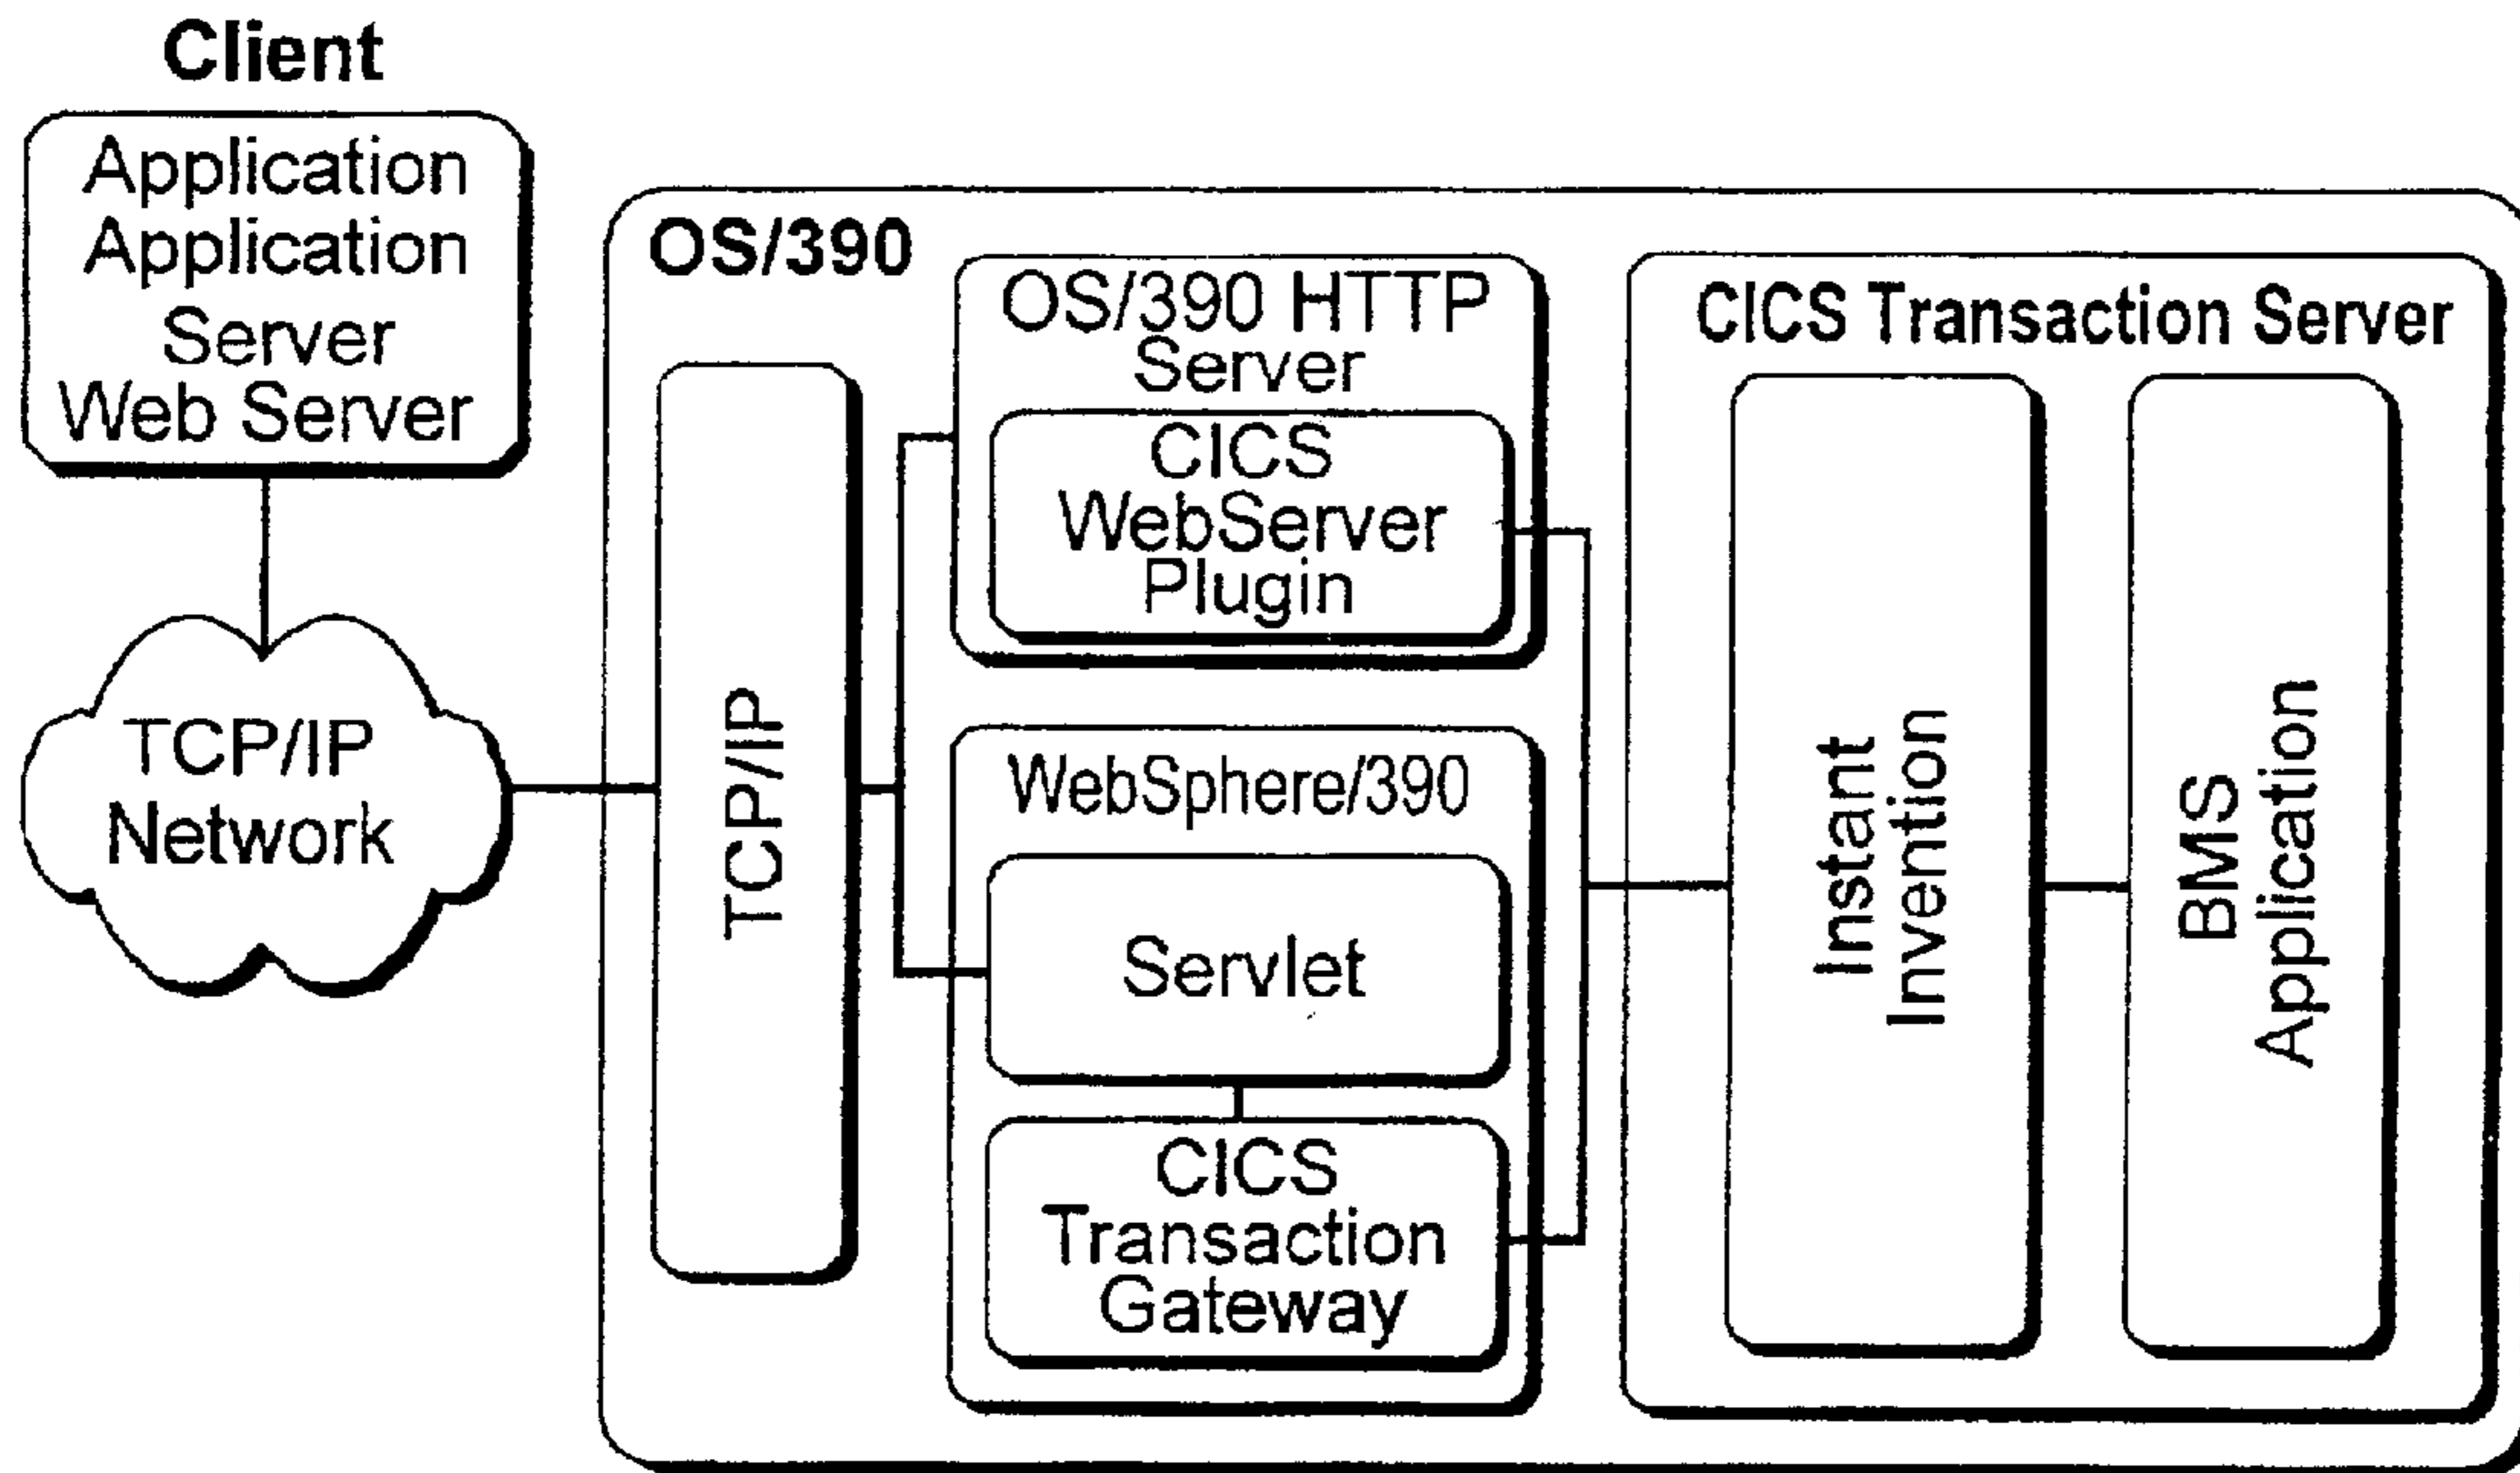 Client
Application
Application
Server
Web Server
TCP/IP
Network
OS/390
TCP/IP
OS/390 HTTP
Server
CICS
WebServer
Plugin
WebSphere/390
Servlet
CICS
Transaction
Gateway
CICS Transaction Server
Instant
Invention
BMS
Application